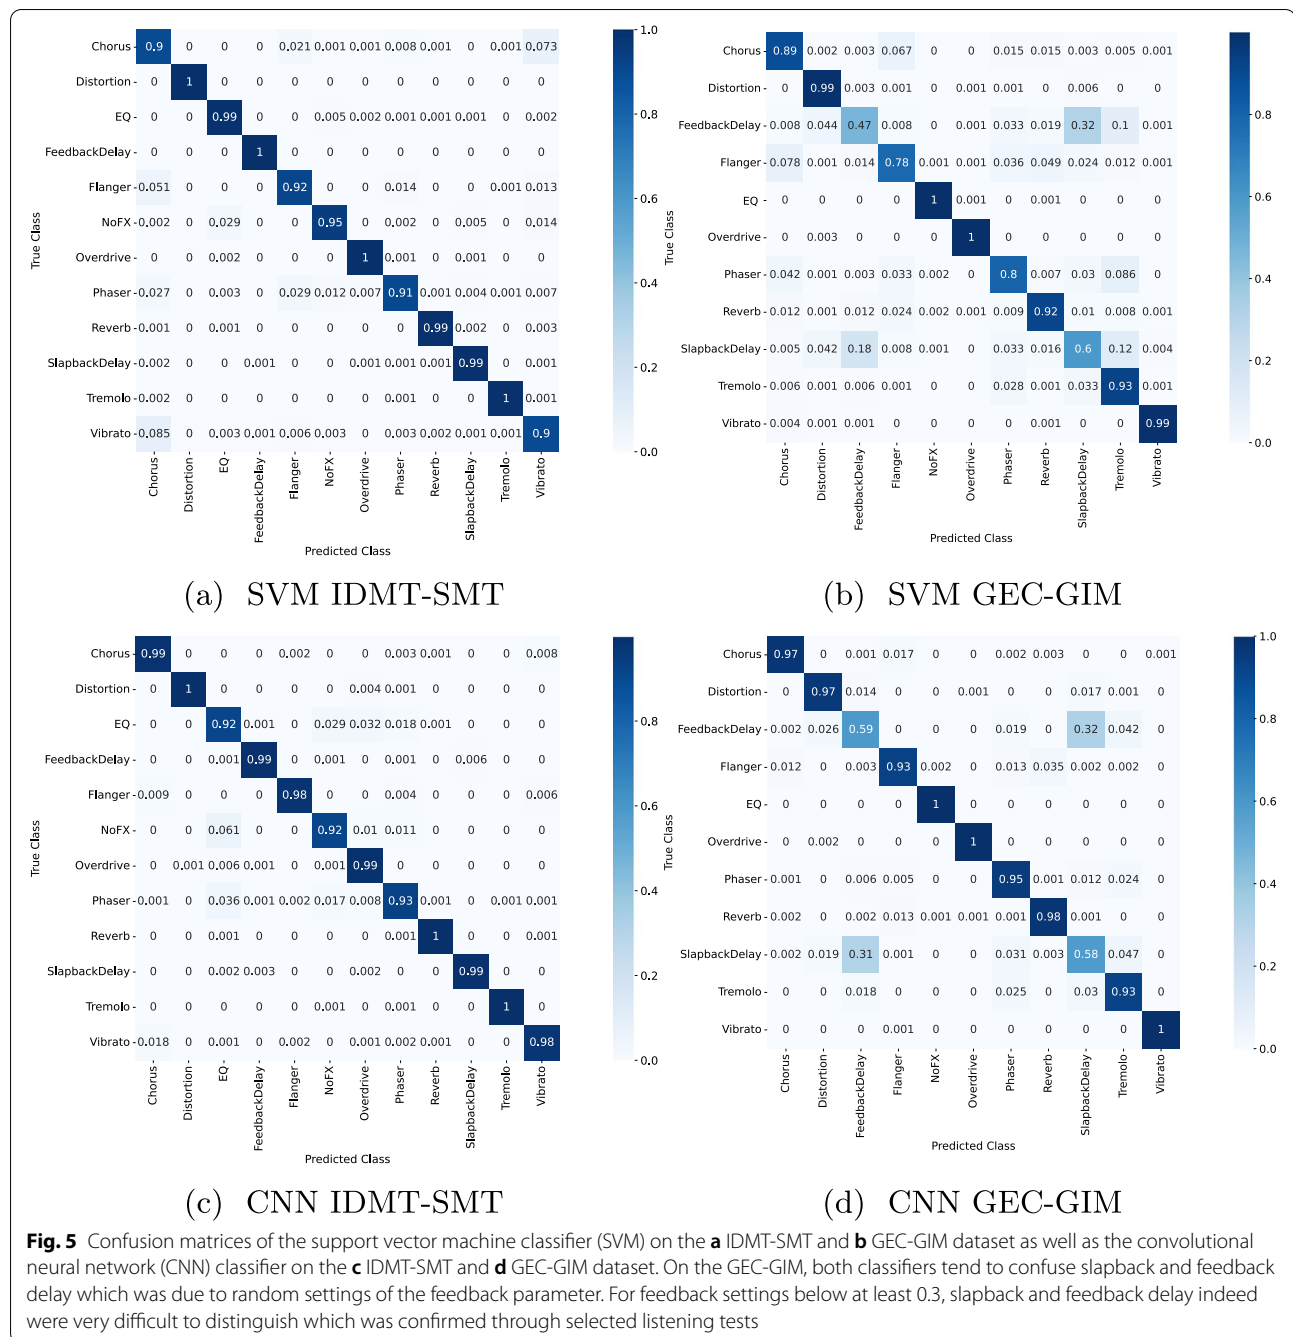 Chorus 0.9 0 0 0 0.021 0.001 0.001 0.008 0.001 0 0.001 0.073
Distortion 0 1 0 0 0 0 0 0 0 0 0 0
EQ 0 0 0.99 0 0 0.005 0.002 0.001 0.001 0.001 0 0.002
FeedbackDelay 0 0 0 1 0 0 0 0 0 0 0 0
Flanger 0.051 0 0 0 0.92 0 0 0.014 0 0 0.001 0.013
NoFX 0.002 0 0.029 0 0 0.95 0 0.002 0 0.005 0 0.014
Overdrive 0 0 0.002 0 0 0 1 0.001 0 0.001 0 0
Phaser 0.027 0 0.003 0 0.029 0.012 0.007 0.91 0.001 0.004 0.001 0.007
Reverb 0.001 0 0.001 0 0 0 0 0 0.99 0.002 0 0.003
SlapbackDelay 0.002 0 0 0.001 0 0 0.001 0.001 0.001 0.99 0 0.001
Tremolo 0.002 0 0 0 0 0 0 0.001 0 0 1 0.001
Vibrato 0.085 0 0.003 0.001 0.006 0.003 0 0.003 0.002 0.001 0.001 0.9
True Class
Chorus Distortion EQ FeedbackDelay Flanger NoFX Overdrive Phaser Reverb SlapbackDelay Tremolo Vibrato
Predicted Class
1.0
0.8
0.6
0.4
0.2
0.0
(a) SVM IDMT-SMT
Chorus 0.89 0.002 0.003 0.067 0 0 0.015 0.015 0.003 0.005 0.001
Distortion 0 0.99 0.003 0.001 0 0.001 0.001 0 0.006 0 0
FeedbackDelay 0.008 0.044 0.47 0.008 0 0.001 0.033 0.019 0.32 0.1 0.001
Flanger 0.078 0.001 0.014 0.78 0.001 0.001 0.036 0.049 0.024 0.012 0.001
EQ 0 0 0 0 1 0.001 0 0.001 0 0 0
Overdrive 0 0.003 0 0 0 1 0 0 0 0 0
Phaser 0.042 0.001 0.003 0.033 0.002 0 0.8 0.007 0.03 0.086 0
Reverb 0.012 0.001 0.012 0.024 0.002 0.001 0.009 0.92 0.01 0.008 0.001
SlapbackDelay 0.005 0.042 0.18 0.008 0.001 0 0.033 0.016 0.6 0.12 0.004
Tremolo 0.006 0.001 0.006 0.001 0 0 0.028 0.001 0.033 0.93 0.001
Vibrato 0.004 0.001 0.001 0 0 0 0 0.001 0 0 0.99
True Class
Chorus Distortion FeedbackDelay Flanger NoFX Overdrive Phaser Reverb SlapbackDelay Tremolo Vibrato
Predicted Class
0.8
0.6
0.4
0.2
0.0
(b) SVM GEC-GIM
Chorus 0.99 0 0 0 0.002 0 0 0.003 0.001 0 0 0.008
Distortion 0 1 0 0 0 0 0.004 0.001 0 0 0 0
EQ 0 0 0.92 0.001 0 0.029 0.032 0.018 0.001 0 0 0
FeedbackDelay 0 0 0.001 0.99 0 0.001 0 0.001 0 0.006 0 0
Flanger 0.009 0 0 0 0.98 0 0 0.004 0 0 0 0.006
NoFX 0 0 0.061 0 0 0.92 0.01 0.011 0 0 0 0
Overdrive 0 0.001 0.006 0.001 0 0.001 0.99 0 0 0 0 0
Phaser 0.001 0 0.036 0.001 0.002 0.017 0.008 0.93 0.001 0 0.001 0.001
Reverb 0 0 0.001 0 0 0 0 0.001 1 0 0 0.001
SlapbackDelay 0 0 0.002 0.003 0 0 0.002 0 0 0.99 0 0
Tremolo 0 0 0 0 0 0.001 0 0.001 0 0 1 0
Vibrato 0.018 0 0.001 0 0.002 0 0.001 0.002 0.001 0 0 0.98
True Class
Chorus Distortion EQ FeedbackDelay Flanger NoFX Overdrive Phaser Reverb SlapbackDelay Tremolo Vibrato
Predicted Class
0.8
0.6
0.4
0.2
0.0
(c) CNN IDMT-SMT
Chorus 0.97 0 0.001 0.017 0 0 0.002 0.003 0 0 0.001
Distortion 0 0.97 0.014 0 0 0.001 0 0 0.017 0.001 0
FeedbackDelay 0.002 0.026 0.59 0 0 0 0.019 0 0.32 0.042 0
Flanger 0.012 0 0.003 0.93 0.002 0 0.013 0.035 0.002 0.002 0
EQ 0 0 0 0 1 0 0 0 0 0 0
Overdrive 0 0.002 0 0 0 1 0 0 0 0 0
Phaser 0.001 0 0.006 0.005 0 0 0.95 0.001 0.012 0.024 0
Reverb 0.002 0 0.002 0.013 0.001 0.001 0.001 0.98 0.001 0 0
SlapbackDelay 0.002 0.019 0.31 0.001 0 0 0.031 0.003 0.58 0.047 0
Tremolo 0 0 0.018 0 0 0 0.025 0 0.03 0.93 0
Vibrato 0 0 0 0.001 0 0 0 0 0 0 1
True Class
Chorus Distortion FeedbackDelay Flanger NoFX Overdrive Phaser Reverb SlapbackDelay Tremolo Vibrato
Predicted Class
1.0
0.8
0.6
0.4
0.2
0.0
(d) CNN GEC-GIM
Fig. 5 Confusion matrices of the support vector machine classifier (SVM) on the a IDMT-SMT and b GEC-GIM dataset as well as the convolutional
neural network (CNN) classifier on the c IDMT-SMT and d GEC-GIM dataset. On the GEC-GIM, both classifiers tend to confuse slapback and feedback
delay which was due to random settings of the feedback parameter. For feedback settings below at least 0.3, slapback and feedback delay indeed
were very difficult to distinguish which was confirmed through selected listening tests